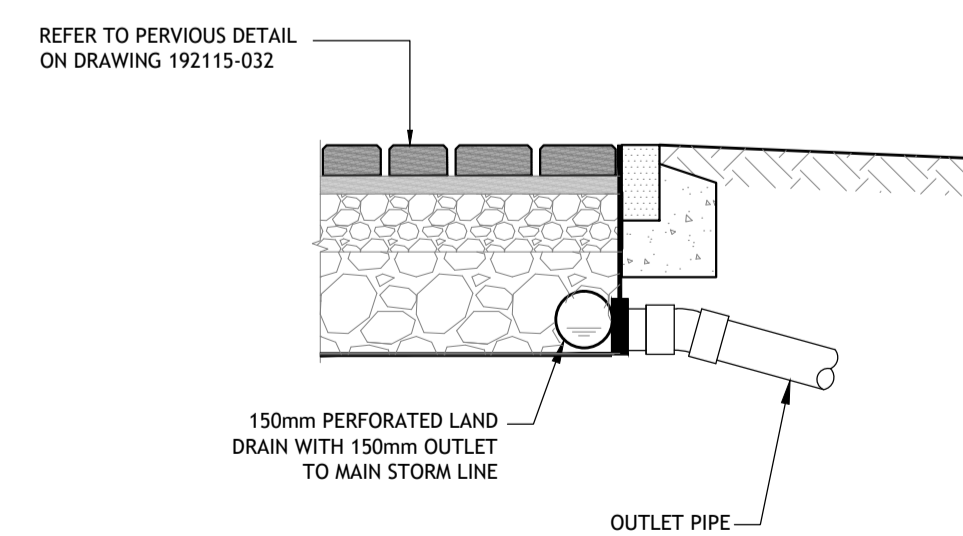 REFER TO PERVIOUS DETAIL
ON DRAWING 192115-032
150mm PERFORATED LAND
DRAIN WITH 150mm OUTLET
TO MAIN STORM LINE
OUTLET PIPE